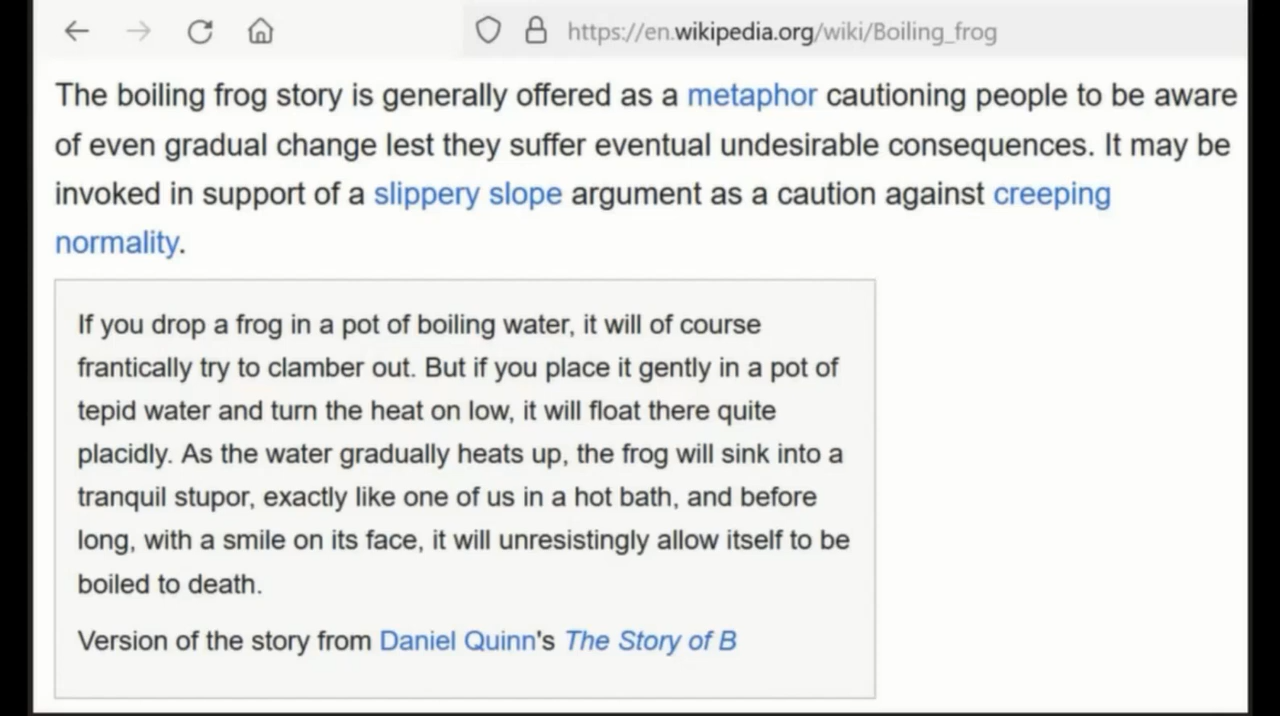 https://en.wikipedia.org/wiki/Boiling_frog
The boiling frog story is generally offered as a metaphor cautioning people to be aware
of even gradual change lest they suffer eventual undesirable consequences. It may be
invoked in support of a slippery slope argument as a caution against creeping
normality.
If you drop a frog in a pot of boiling water, it will of course
frantically try to clamber out. But if you place it gently in a pot of
tepid water and turn the heat on low, it will float there quite
placidly. As the water gradually heats up, the frog will sink into a
tranquil stupor, exactly like one of us in a hot bath, and before
long, with a smile on its face, it will unresistingly allow itself to be
boiled to death.
Version of the story from Daniel Quinn's The Story of B